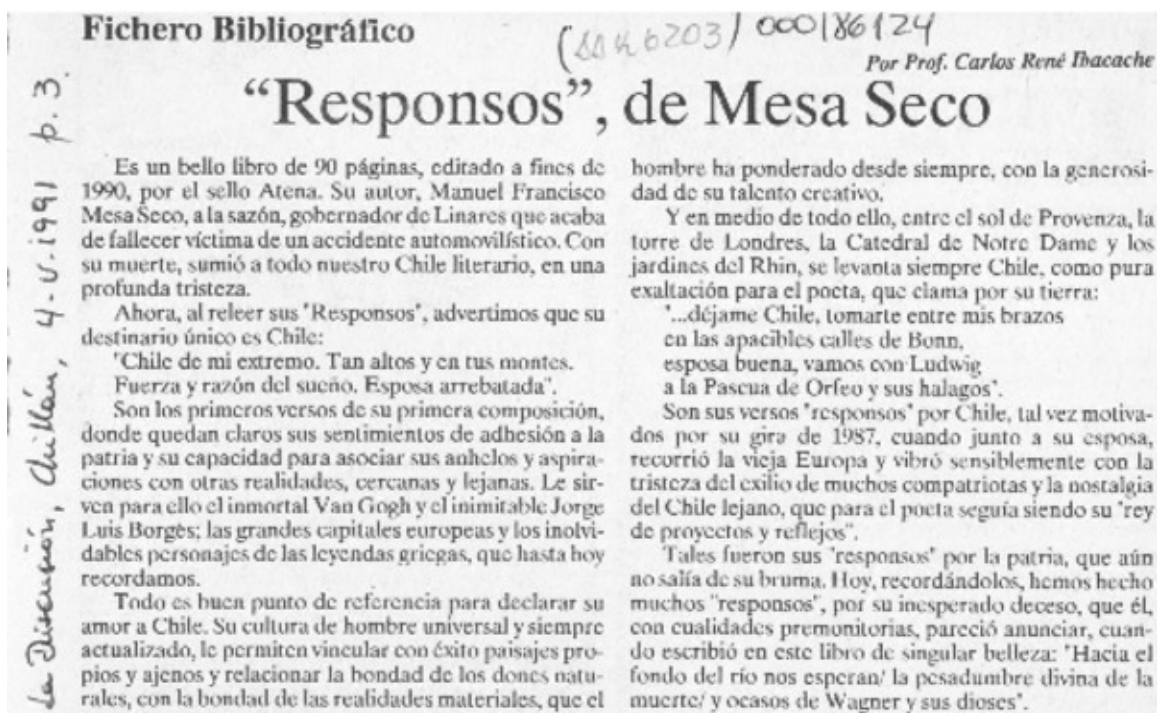 Fichero Bibliográfico
(SS K 6203) 000186124
Por Prof. Carlos René Ibacache
“Responsos”, de Mesa Seco
La Discusión, Chillán, 4-V-1991 p. 3.
Es un bello libro de 90 páginas, editado a fines de
1990, por el sello Atena. Su autor, Manuel Francisco
Mesa Seco, a la sazón, gobernador de Linares que acaba
de fallecer víctima de un accidente automovilístico. Con
su muerte, sumió a todo nuestro Chile literario, en una
profunda tristeza.
Ahora, al releer sus "Responsos", advertimos que su
destinario único es Chile:
"Chile de mi extremo. Tan altos y en tus montes.
Fuerza y razón del sueño. Esposa arrebatada".
Son los primeros versos de su primera composición,
donde quedan claros sus sentimientos de adhesión a la
patria y su capacidad para asociar sus anhelos y aspira-
ciones con otras realidades, cercanas y lejanas. Le sir-
ven para ello el inmortal Van Gogh y el inimitable Jorge
Luis Borges; las grandes capitales europeas y los inolvi-
dables personajes de las leyendas griegas, que hasta hoy
recordamos.
Todo es buen punto de referencia para declarar su
amor a Chile. Su cultura de hombre universal y siempre
actualizado, le permiten vincular con éxito paisajes pro-
pios y ajenos y relacionar la bondad de los dones natu-
rales, con la bondad de las realidades materiales, que el
hombre ha ponderado desde siempre, con la generosi-
dad de su talento creativo.
Y en medio de todo ello, entre el sol de Provenza, la
torre de Londres, la Catedral de Notre Dame y los
jardines del Rhin, se levanta siempre Chile, como pura
exaltación para el poeta, que clama por su tierra:
"...déjame Chile, tomarte entre mis brazos
en las apacibles calles de Bonn,
esposa buena, vamos con Ludwig
a la Pascua de Orfeo y sus halagos".
Son sus versos "responsos" por Chile, tal vez motiva-
dos por su gira de 1987, cuando junto a su esposa,
recorrió la vieja Europa y vibró sensiblemente con la
tristeza del exilio de muchos compatriotas y la nostalgia
del Chile lejano, que para el poeta seguía siendo su "rey
de proyectos y reflejos".
Tales fueron sus "responsos" por la patria, que aún
no salía de su bruma. Hoy, recordándolos, hemos hecho
muchos "responsos", por su inesperado deceso, que él,
con cualidades premonitorias, pareció anunciar, cuan-
do escribió en este libro de singular belleza: "Hacia el
fondo del río nos esperan/ la pesadumbre divina de la
muerte/ y ocasos de Wagner y sus dioses".